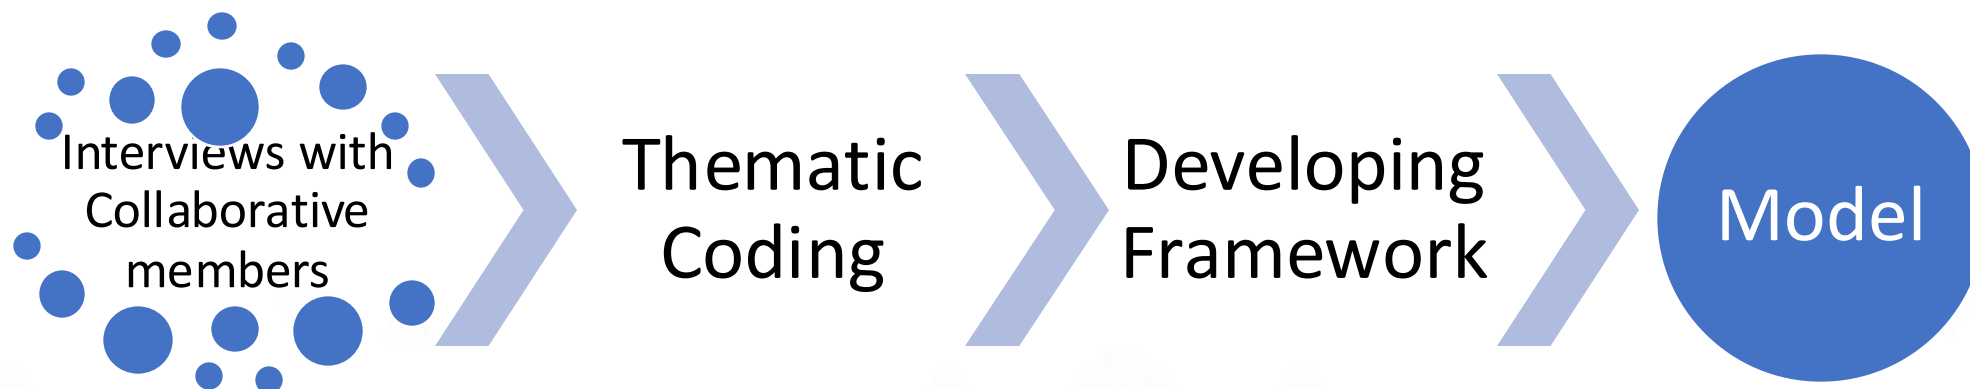 Interviews with
Collaborative
members
Thematic
Coding
Developing
Framework
Model